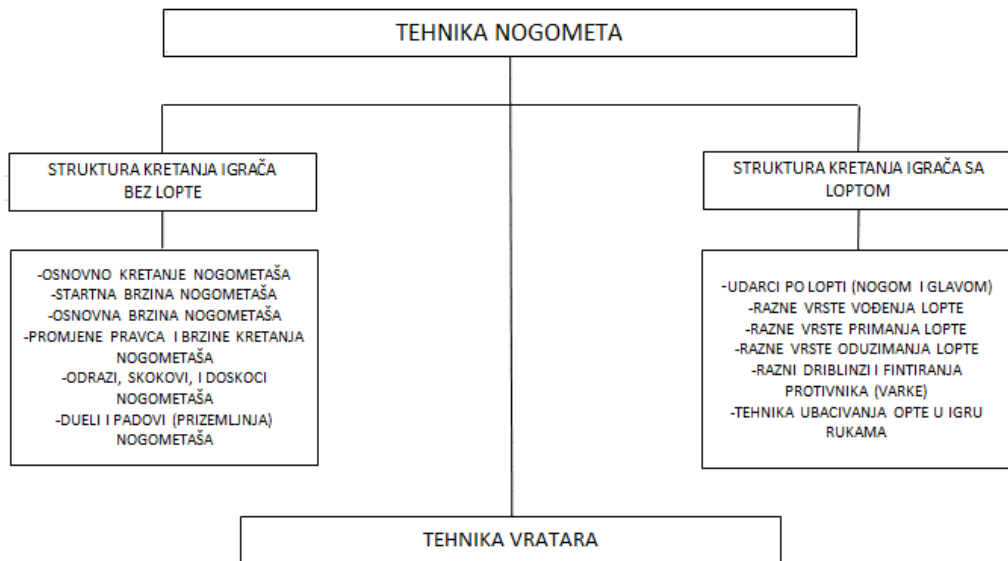 TEHNIKA NOGOMETA
STRUKTURA KRETANJA IGRAČA
BEZ LOPTE
-OSNOVNO KRETANJE NOGOMETAŠA
-STARTNA BRZINA NOGOMETAŠA
-OSNOVNA BRZINA NOGOMETAŠA
-PROMJENE PRAVCA I BRZINE KRETANJA
NOGOMETAŠA
-ODRAZI, SKOKOVI, I DOSKOCI
NOGOMETAŠA
-DUELI I PADOVI (PRIZEMLJNJA)
NOGOMETAŠA
STRUKTURA KRETANJA IGRAČA SA
LOPTOM
-UDARCI PO LOPTI (NOGOM I GLAVOM)
-RAZNE VRSTE VOĐENJA LOPTE
-RAZNE VRSTE PRIMANJA LOPTE
-RAZNE VRSTE ODUZIMANJA LOPTE
-RAZNI DRIBLINZI I FINTIRANJA
PROTIVNIKA (VARKE)
-TEHNIKA UBACIVANJA OPTE U IGRU
RUKAMA
TEHNIKA VRATARA